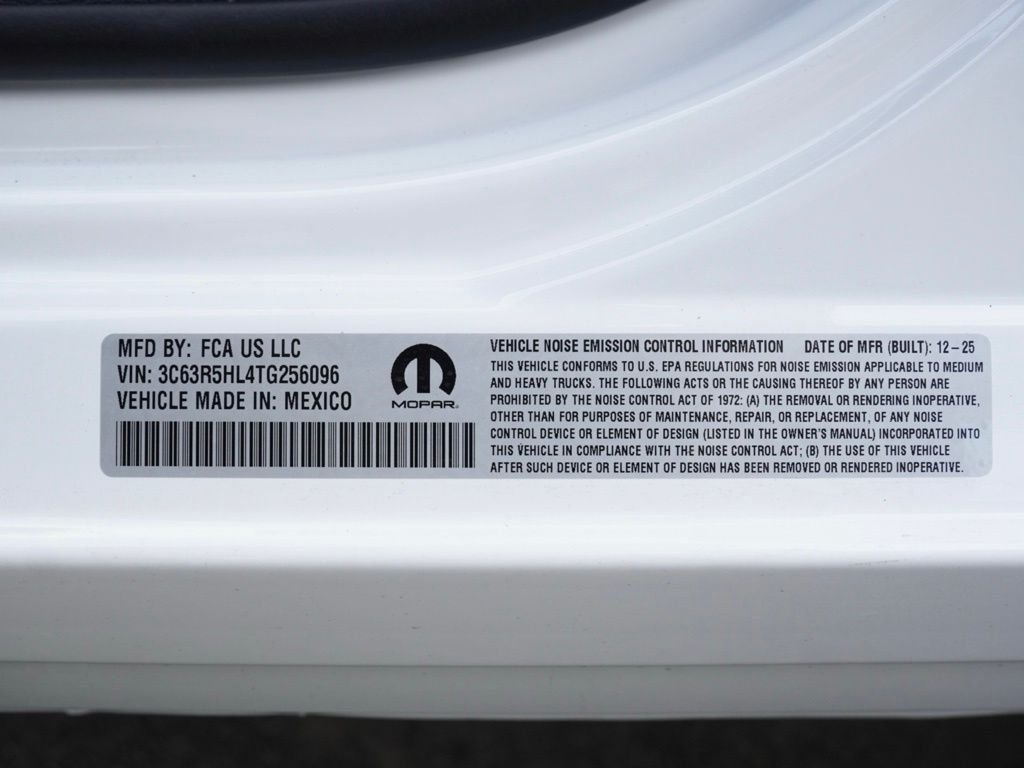 MFD BY: FCA US LLC
VIN: 3C63R5HL4TG256096
VEHICLE MADE IN: MEXICO
MOPAR
VEHICLE NOISE EMISSION CONTROL INFORMATION DATE OF MFR (BUILT): 12–25
THIS VEHICLE CONFORMS TO U.S. EPA REGULATIONS FOR NOISE EMISSION APPLICABLE TO MEDIUM
AND HEAVY TRUCKS. THE FOLLOWING ACTS OR THE CAUSING THEREOF BY ANY PERSON ARE
PROHIBITED BY THE NOISE CONTROL ACT OF 1972: (A) THE REMOVAL OR RENDERING INOPERATIVE,
OTHER THAN FOR PURPOSES OF MAINTENANCE, REPAIR, OR REPLACEMENT, OF ANY NOISE
CONTROL DEVICE OR ELEMENT OF DESIGN (LISTED IN THE OWNER'S MANUAL) INCORPORATED INTO
THIS VEHICLE IN COMPLIANCE WITH THE NOISE CONTROL ACT; (B) THE USE OF THIS VEHICLE
AFTER SUCH DEVICE OR ELEMENT OF DESIGN HAS BEEN REMOVED OR RENDERED INOPERATIVE.